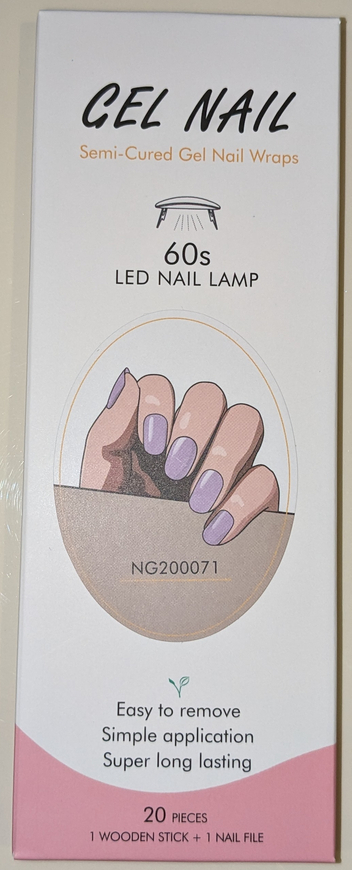 GEL NAIL
Semi-Cured Gel Nail Wraps
60s
LED NAIL LAMP
NG200071
Easy to remove
Simple application
Super long lasting
20 PIECES
1 WOODEN STICK + 1 NAIL FILE